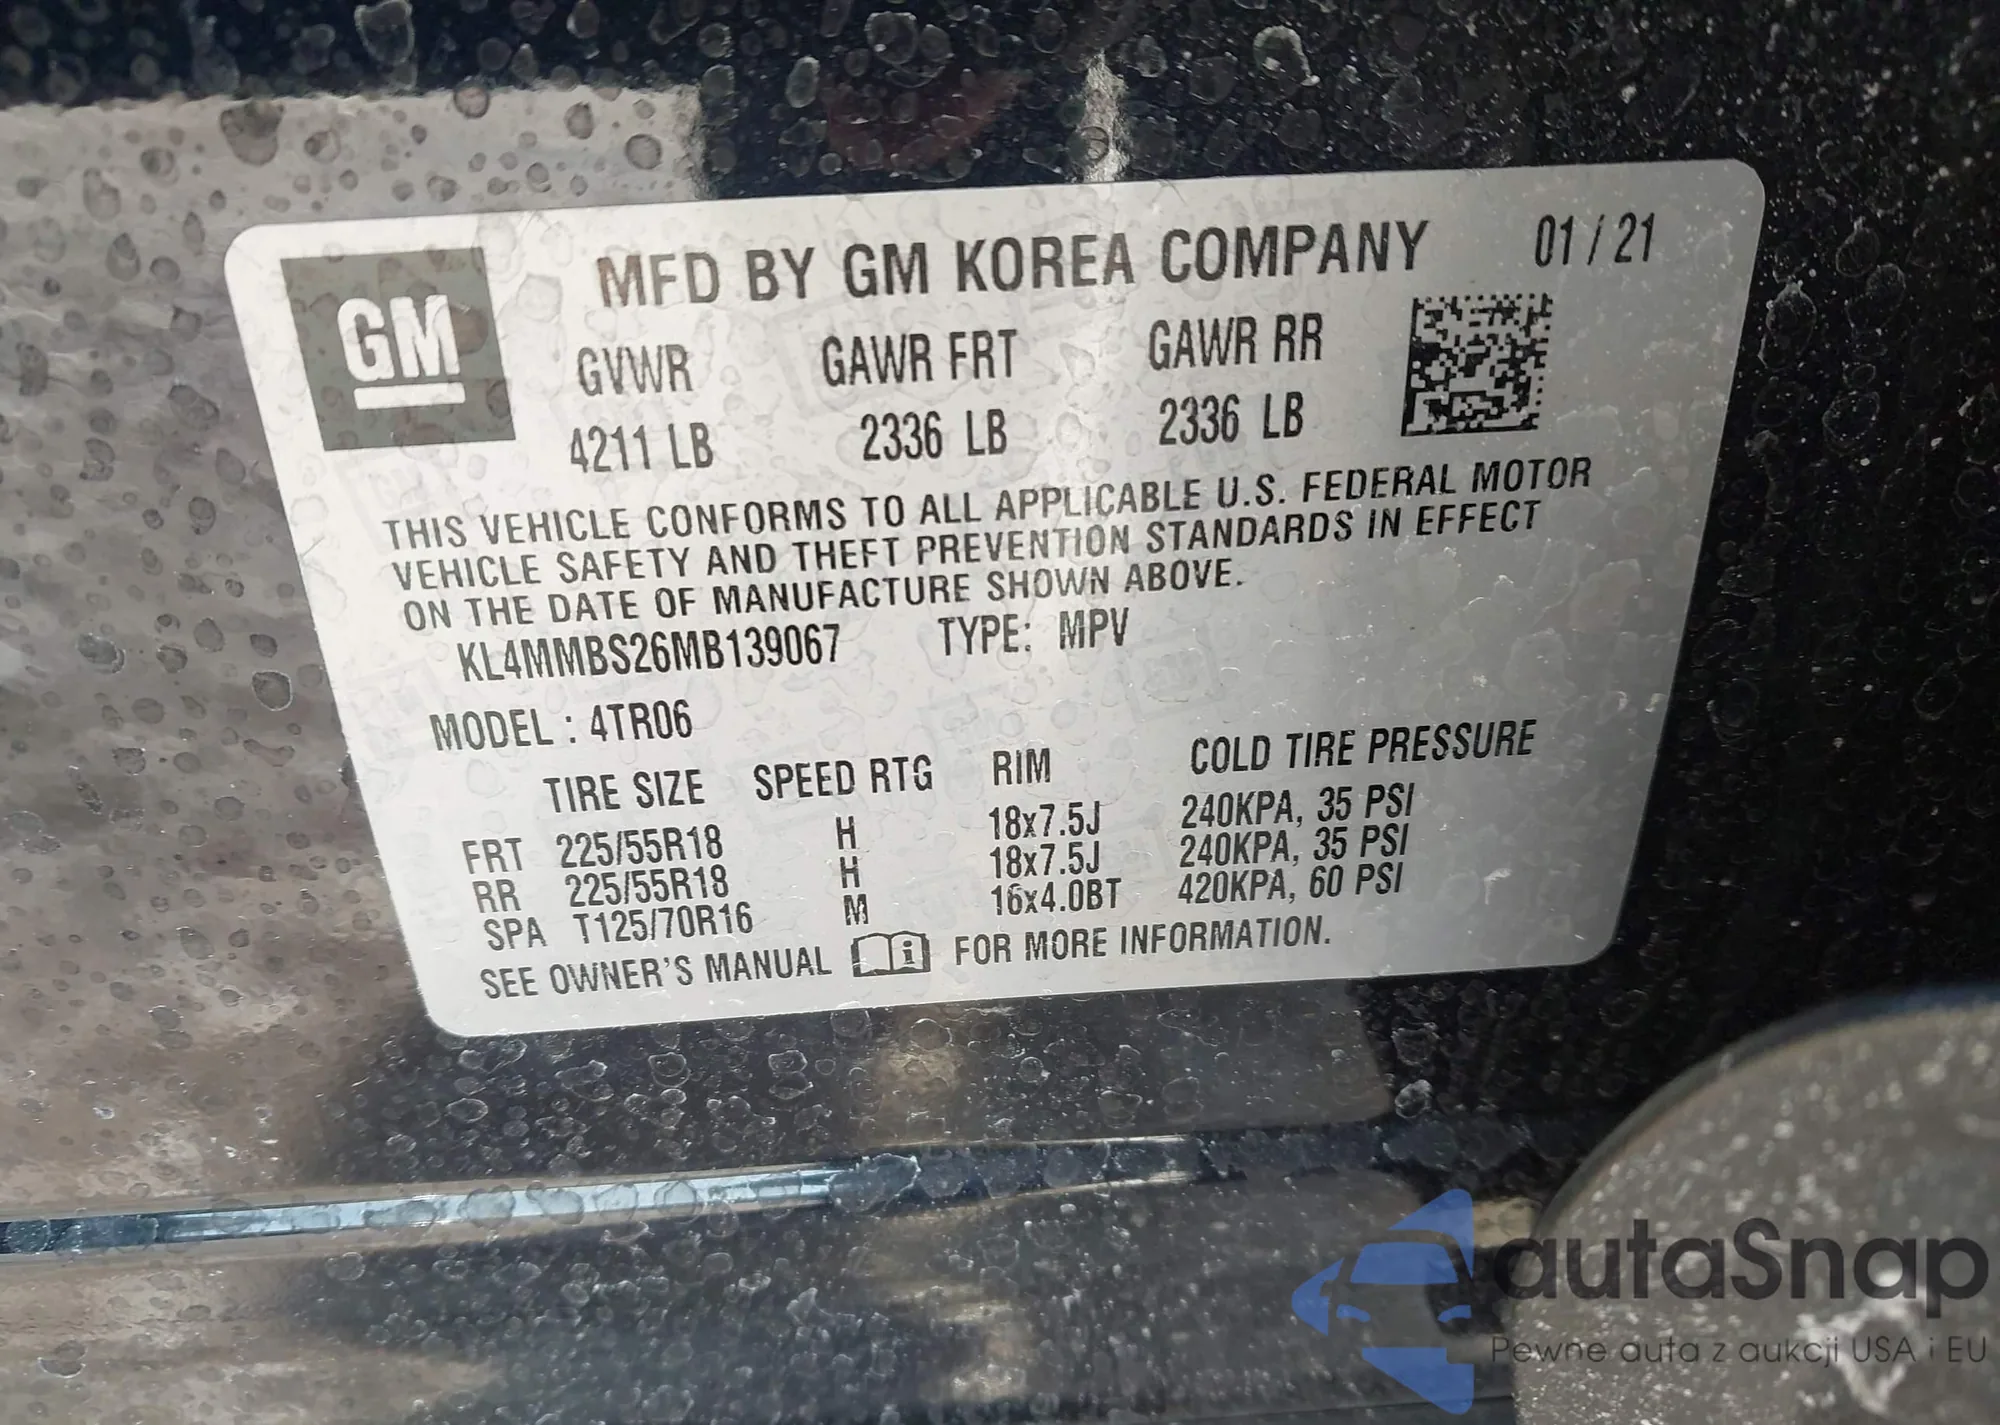 GM
MFD BY GM KOREA COMPANY 01 / 21
GVWR GAWR FRT GAWR RR
4211 LB 2336 LB 2336 LB
THIS VEHICLE CONFORMS TO ALL APPLICABLE U.S. FEDERAL MOTOR
VEHICLE SAFETY AND THEFT PREVENTION STANDARDS IN EFFECT
ON THE DATE OF MANUFACTURE SHOWN ABOVE.
KL4MMBS26MB139067 TYPE: MPV
MODEL : 4TR06
TIRE SIZE SPEED RTG RIM COLD TIRE PRESSURE
FRT 225/55R18 H 18x7.5J 240KPA, 35 PSI
RR 225/55R18 H 18x7.5J 240KPA, 35 PSI
SPA T125/70R16 M 16x4.0BT 420KPA, 60 PSI
SEE OWNER'S MANUAL FOR MORE INFORMATION.
autaSnap
Pewne auta z aukcji USA i EU